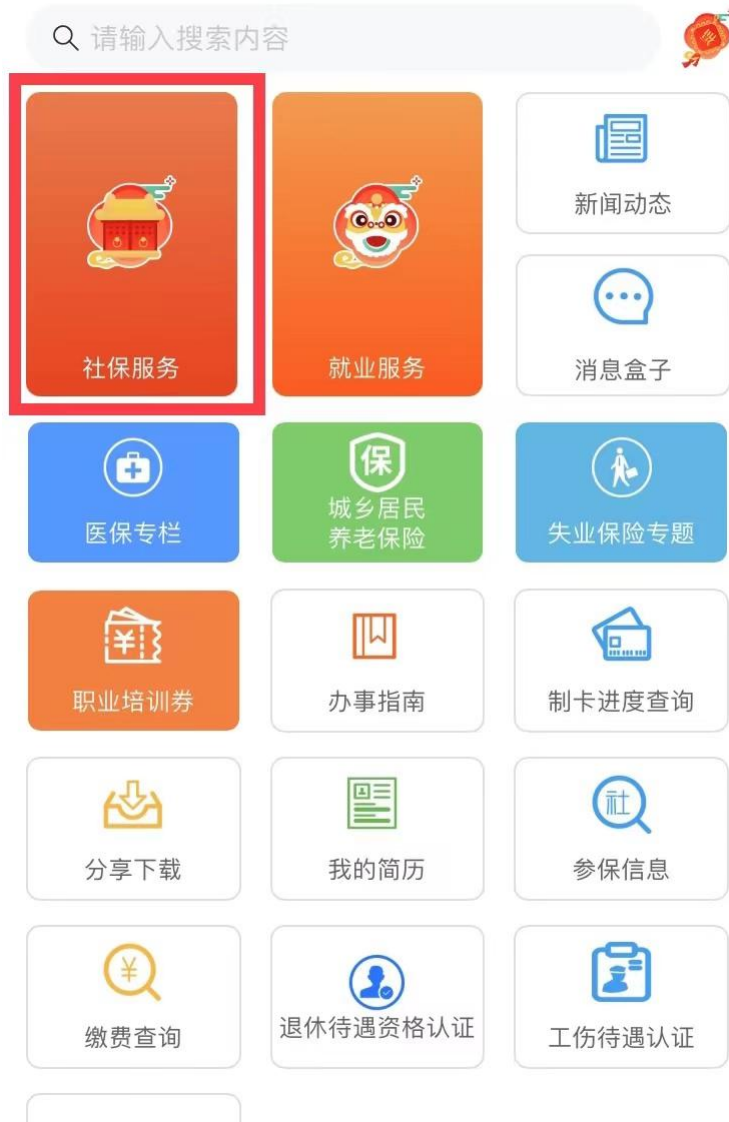 请输入搜索内容
社保服务
就业服务
新闻动态
消息盒子
医保专栏
保
城乡居民
养老保险
失业保险专题
职业培训券
办事指南
制卡进度查询
分享下载
我的简历
社
参保信息
缴费查询
退休待遇资格认证
工伤待遇认证